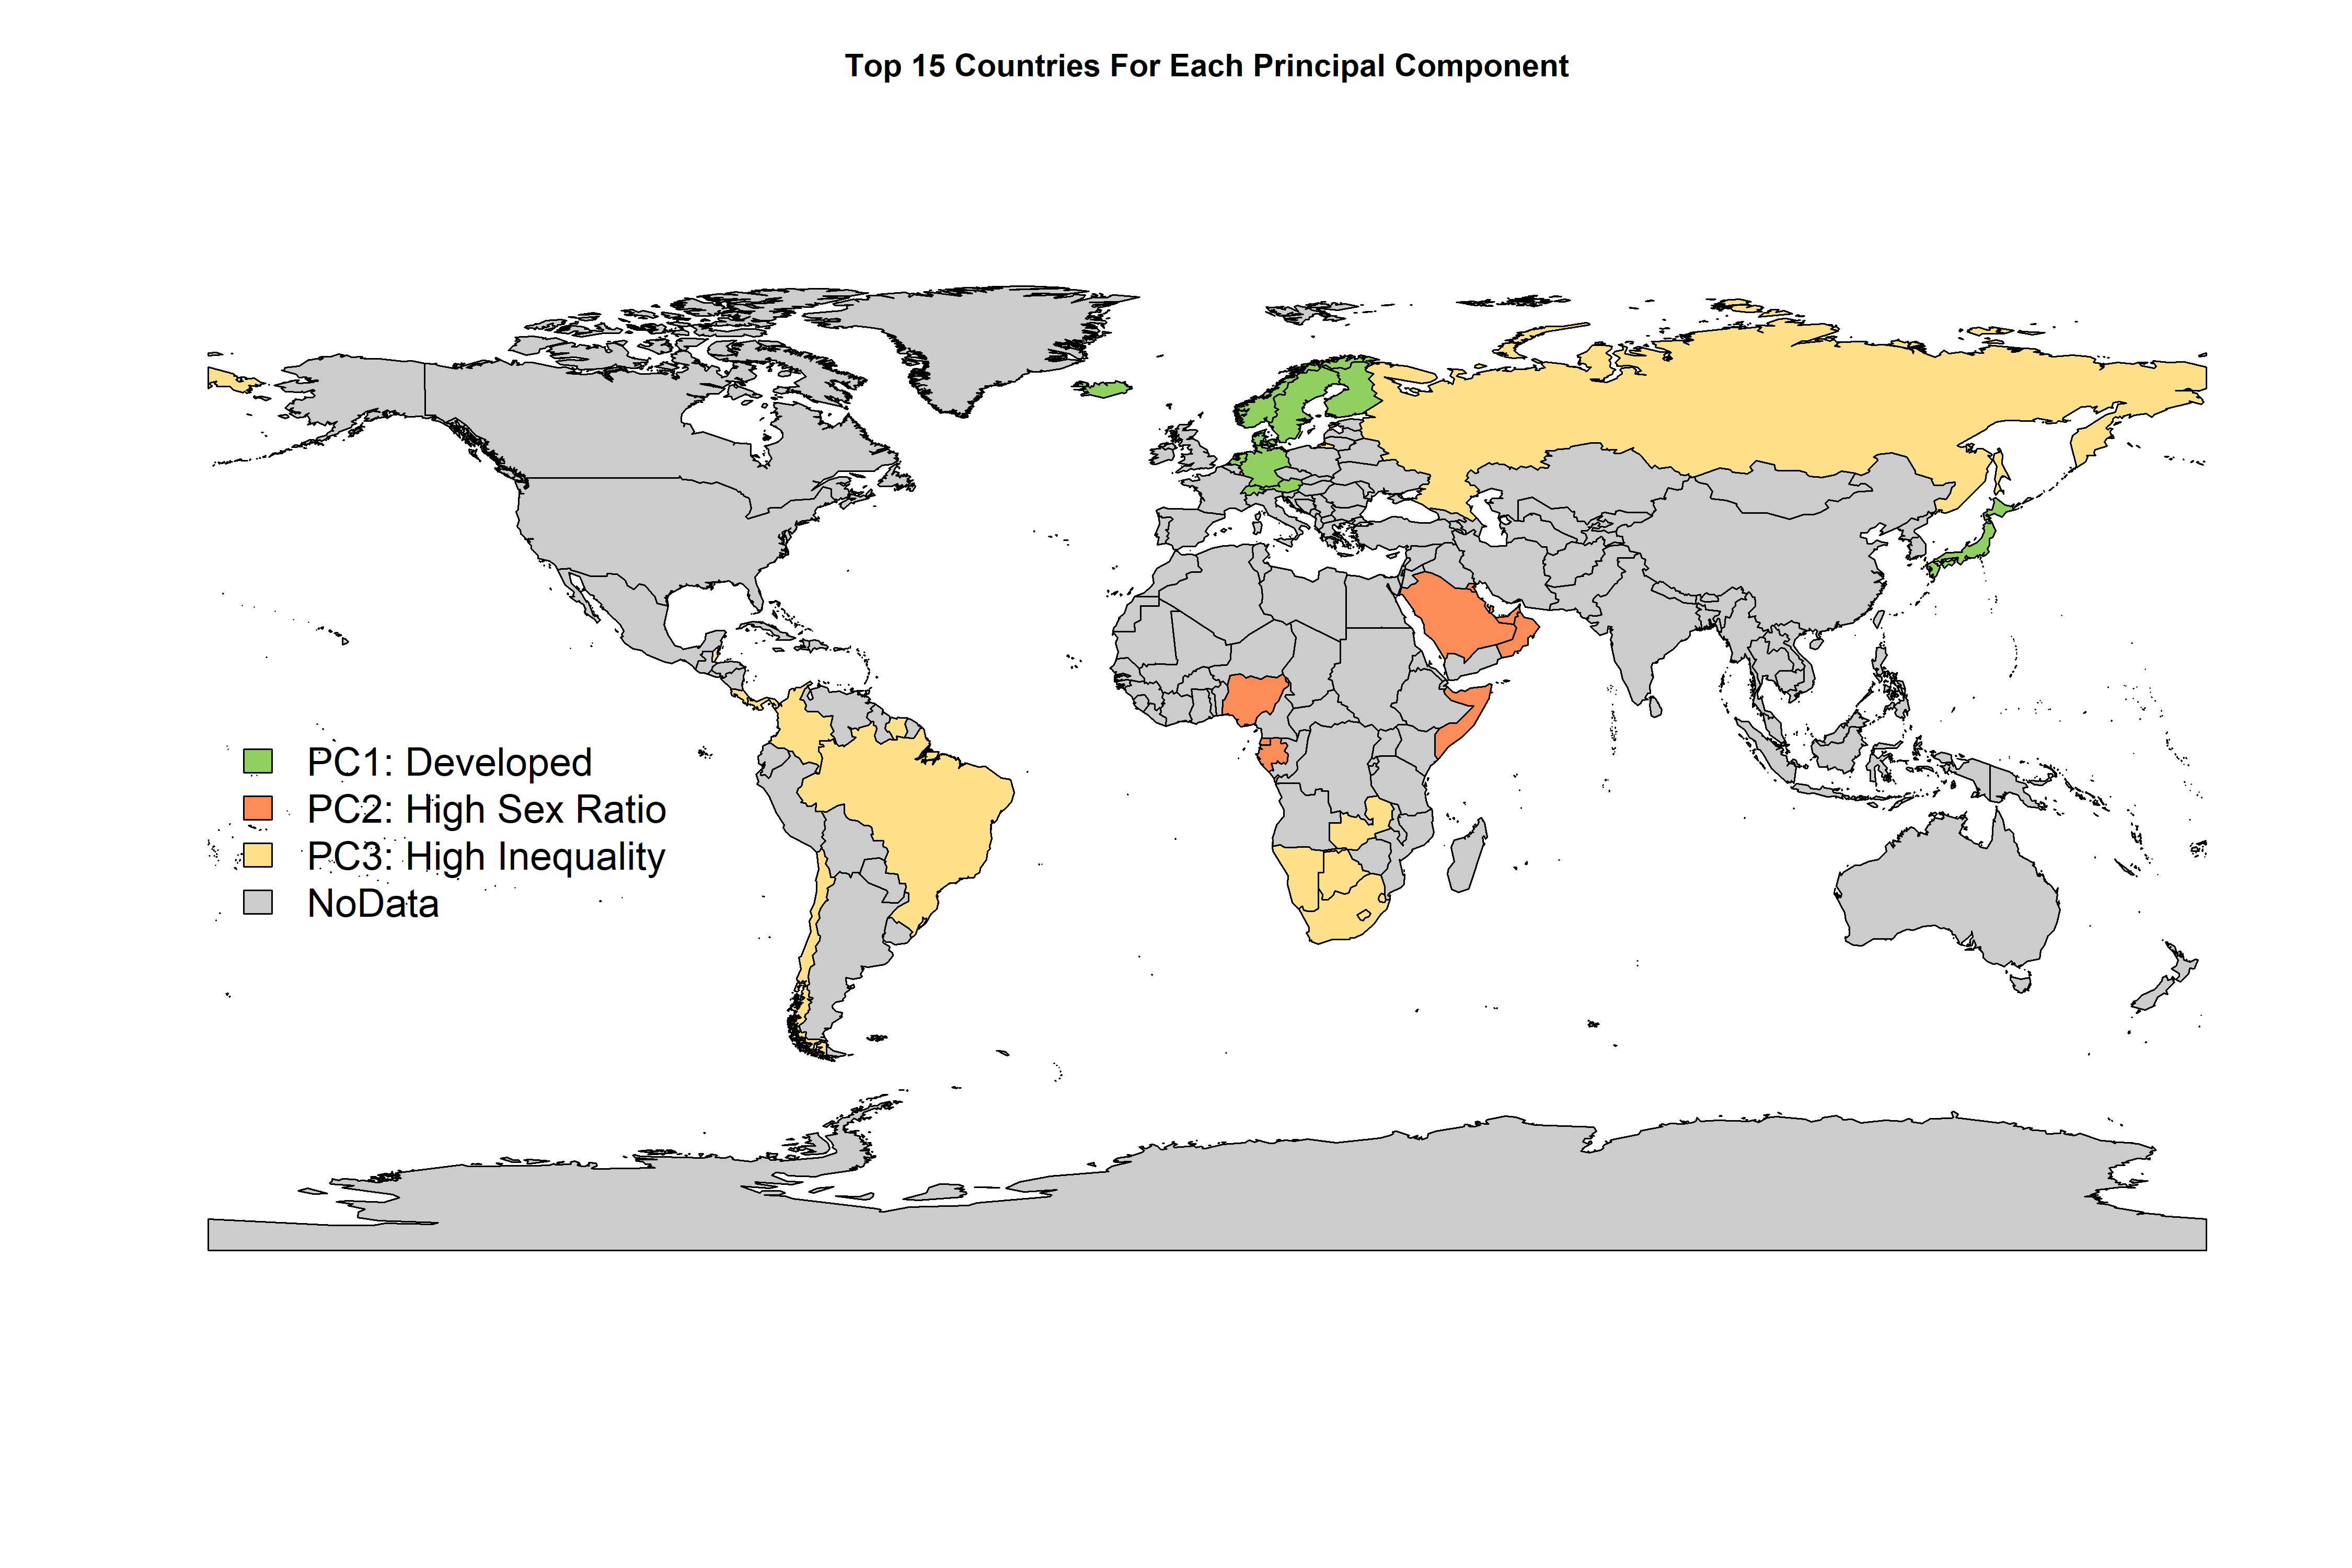 Top 15 Countries For Each Principal Component
PC1: Developed
PC2: High Sex Ratio
PC3: High Inequality
NoData